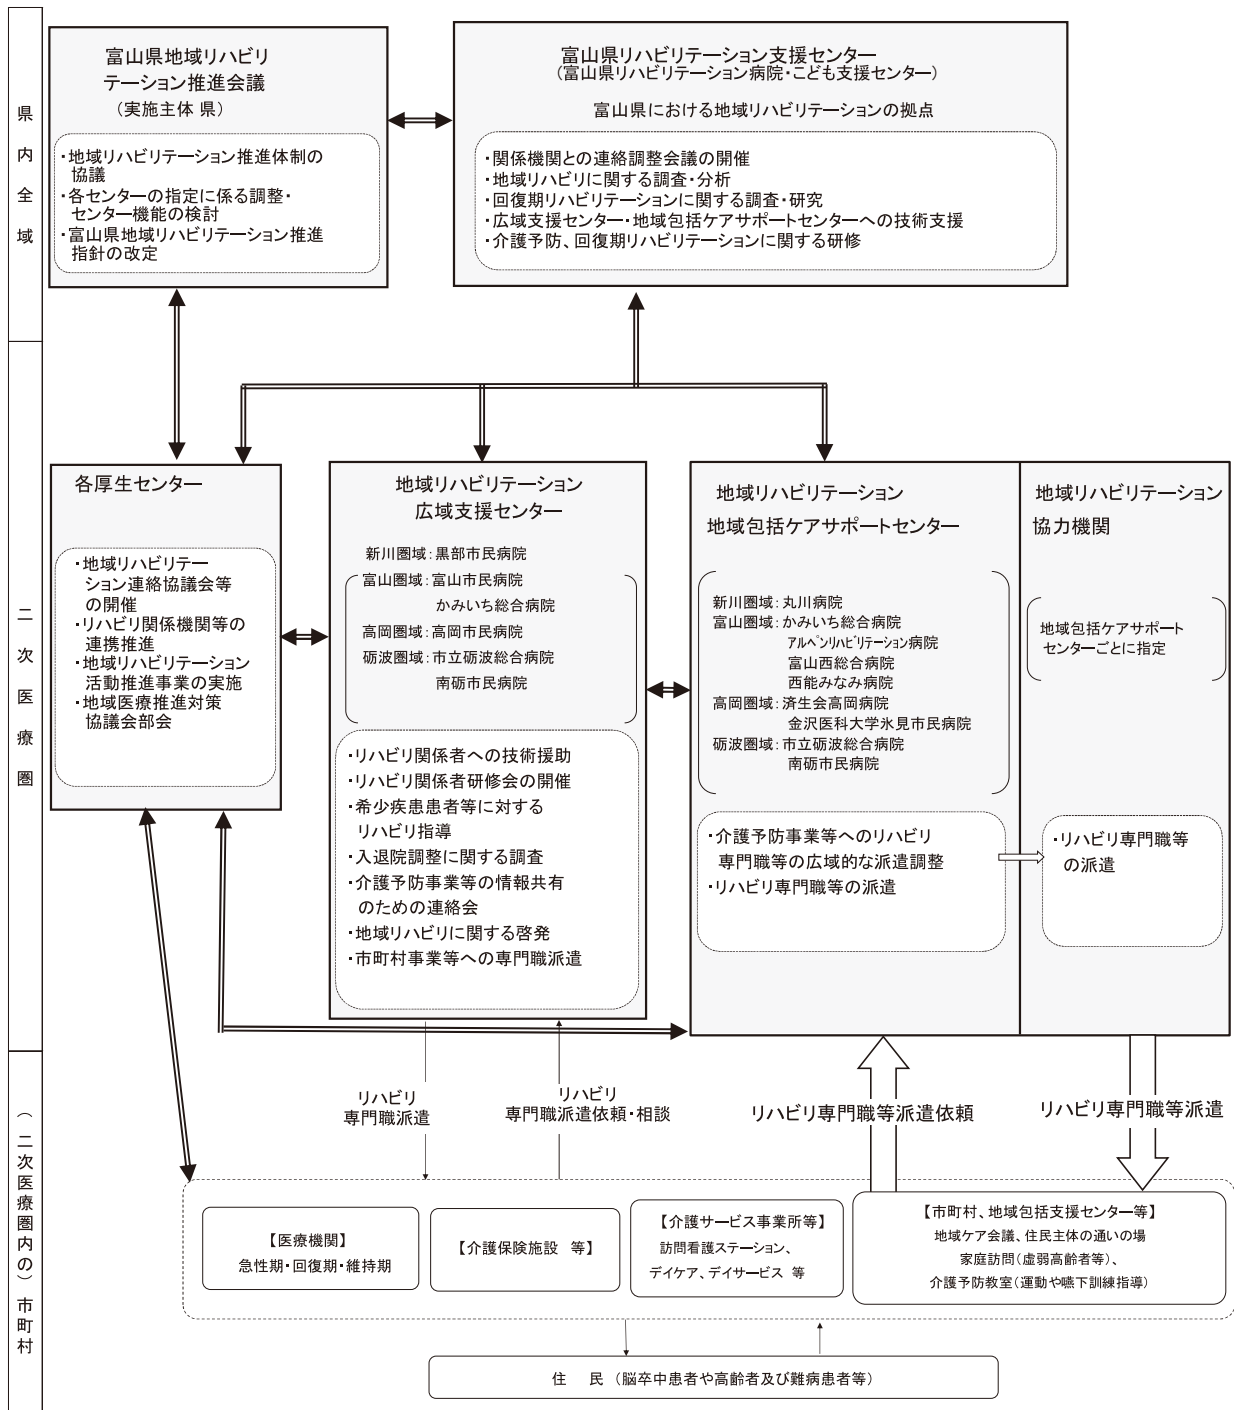 県内全域
富山県地域リハビリ
テーション推進会議
（実施主体 県）
・地域リハビリテーション推進体制の
協議
・各センターの指定に係る調整・
センター機能の検討
・富山県地域リハビリテーション推進
指針の改定
富山県リハビリテーション支援センター
（富山県リハビリテーション病院・こども支援センター）
富山県における地域リハビリテーションの拠点
・関係機関との連絡調整会議の開催
・地域リハビリに関する調査・分析
・回復期リハビリテーションに関する調査・研究
・広域支援センター・地域包括ケアサポートセンターへの技術支援
・介護予防、回復期リハビリテーションに関する研修
二次医療圏
各厚生センター
・地域リハビリテー
ション連絡協議会等
の開催
・リハビリ関係機関等の
連携推進
・地域リハビリテーション
活動推進事業の実施
・地域医療推進対策
協議会部会
地域リハビリテーション
広域支援センター
新川圏域：黒部市民病院
富山圏域：富山市民病院
かみいち総合病院
高岡圏域：高岡市民病院
砺波圏域：市立砺波総合病院
南砺市民病院
・リハビリ関係者への技術援助
・リハビリ関係者研修会の開催
・希少疾患患者等に対する
リハビリ指導
・入退院調整に関する調査
・介護予防事業等の情報共有
のための連絡会
・地域リハビリに関する啓発
・市町村事業等への専門職派遣
地域リハビリテーション
地域包括ケアサポートセンター
新川圏域：丸川病院
富山圏域：かみいち総合病院
アルペンリハビリテーション病院
富山西総合病院
西能みなみ病院
高岡圏域：済生会高岡病院
金沢医科大学氷見市民病院
砺波圏域：市立砺波総合病院
南砺市民病院
・介護予防事業等へのリハビリ
専門職等の広域的な派遣調整
・リハビリ専門職等の派遣
地域リハビリテーション
協力機関
地域包括ケアサポート
センターごとに指定
・リハビリ専門職等
の派遣
（二次医療圏内の）市町村
リハビリ
専門職派遣
リハビリ
専門職派遣依頼・相談
リハビリ専門職等派遣依頼
リハビリ専門職等派遣
【医療機関】
急性期・回復期・維持期
【介護保険施設　等】
【介護サービス事業所等】
訪問看護ステーション、
デイケア、デイサービス 等
【市町村、地域包括支援センター等】
地域ケア会議、住民主体の通いの場
家庭訪問（虚弱高齢者等）、
介護予防教室（運動や嚥下訓練指導）
住　民 （脳卒中患者や高齢者及び難病患者等）